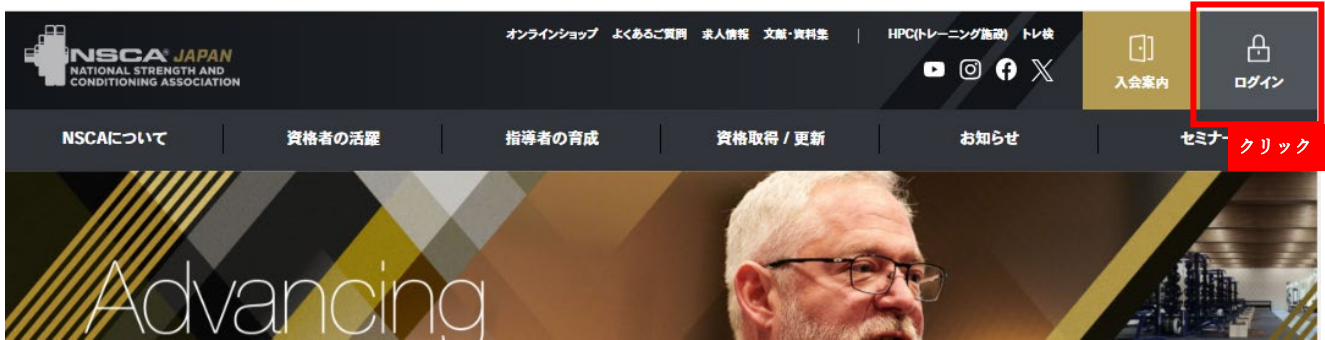 NSCA JAPAN
NATIONAL STRENGTH AND
CONDITIONING ASSOCIATION
オンラインショップ よくあるご質問 求人情報 文献・資料集 | HPC(トレーニング施設) トレ検
入会案内
ログイン
NSCAについて 資格者の活躍 指導者の育成 資格取得 / 更新 お知らせ セミナー
クリック
Advancing